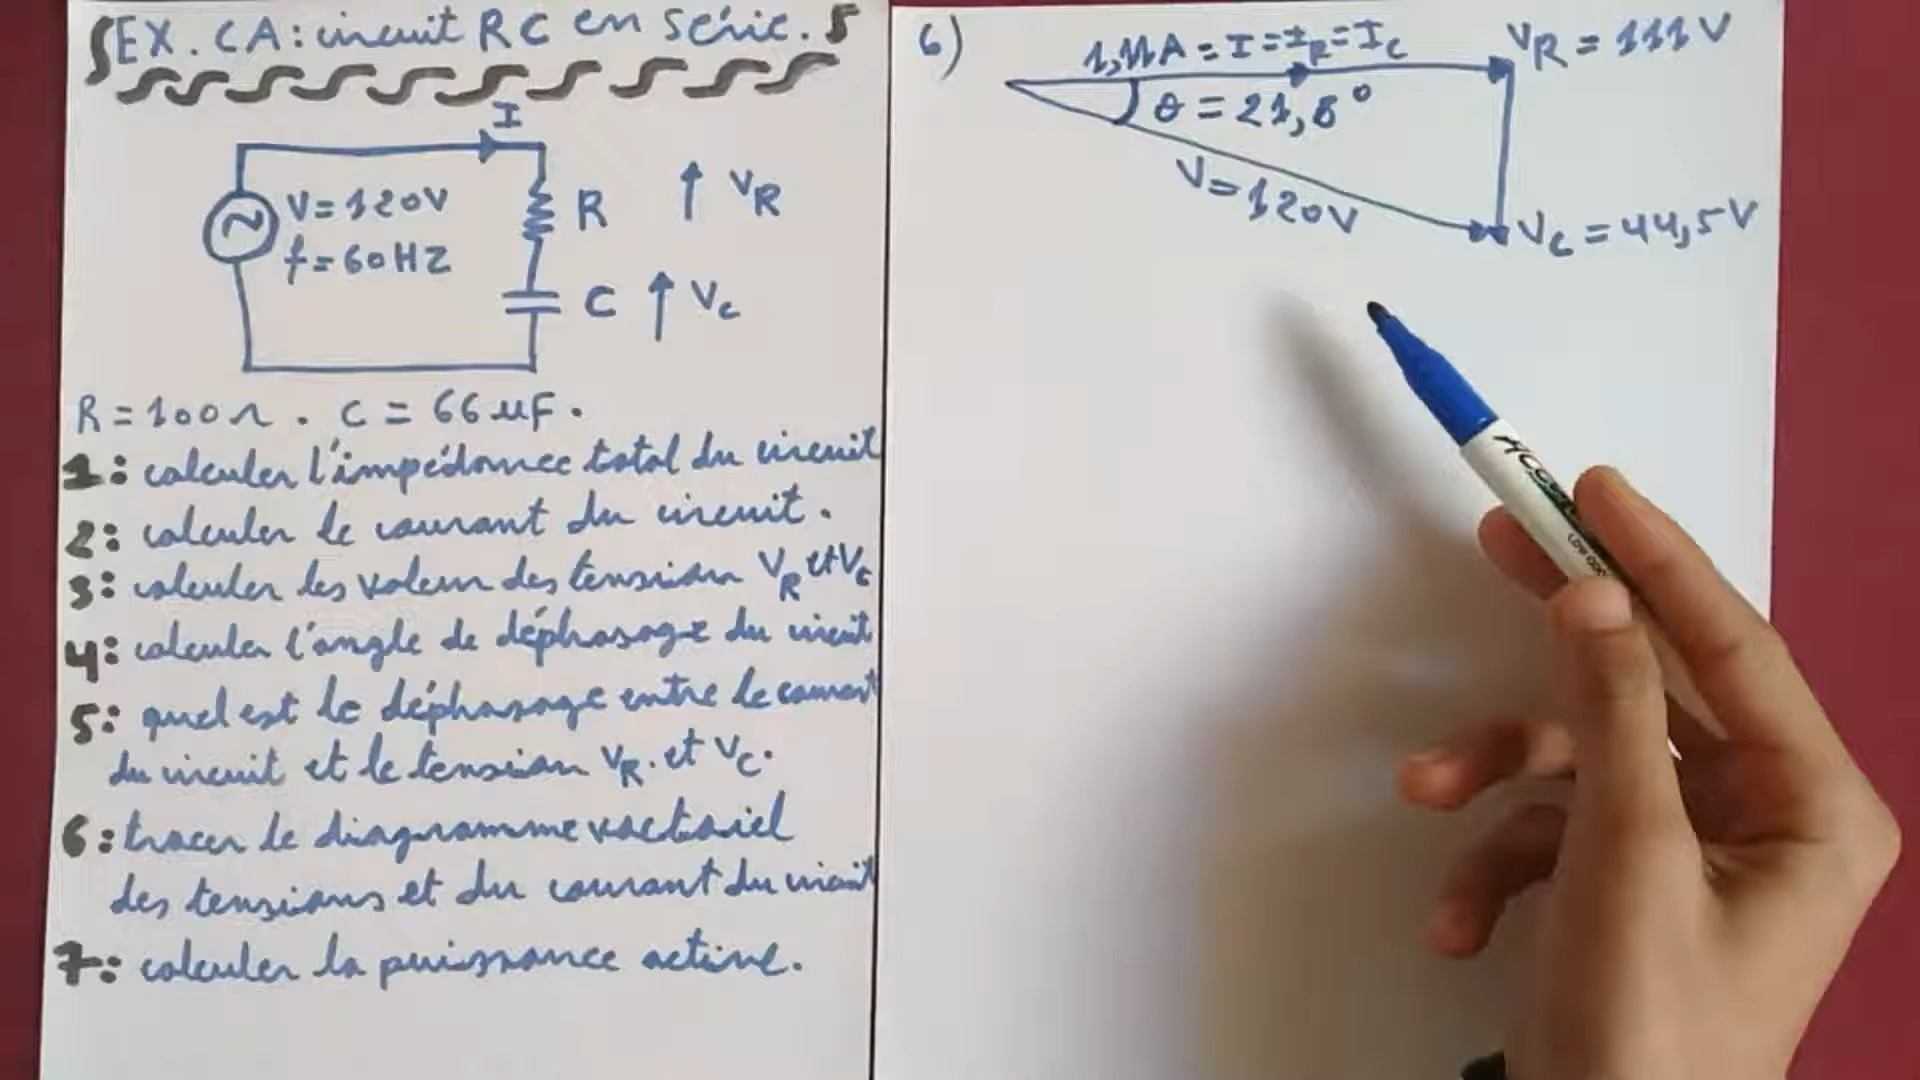 EX. CA: circuit RC en série.
I
V=120V
f=60HZ
R
VR
C
Vc
R=100Ω. C=66µF.
1: calculer l'impédance total du circuit
2: calculer le courant du circuit.
3: calculer les valeur des tension VR et Vc
4: calculer l'angle de déphasage du circuit
5: quel est le déphasage entre le courant
du circuit et le tension VR. et Vc.
6: tracer le diagramme vectoriel
des tensions et du courant du circuit
7: calculer la puissance active.
6)
1,11A = I = IR = Ic
VR = 111V
θ = 21,8°
V=120V
Vc = 44,5V